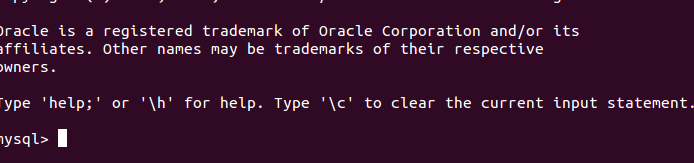 Oracle is a registered trademark of Oracle Corporation and/or its
affiliates. Other names may be trademarks of their respective
owners.
Type 'help;' or '\h' for help. Type '\c' to clear the current input statement.
mysql>